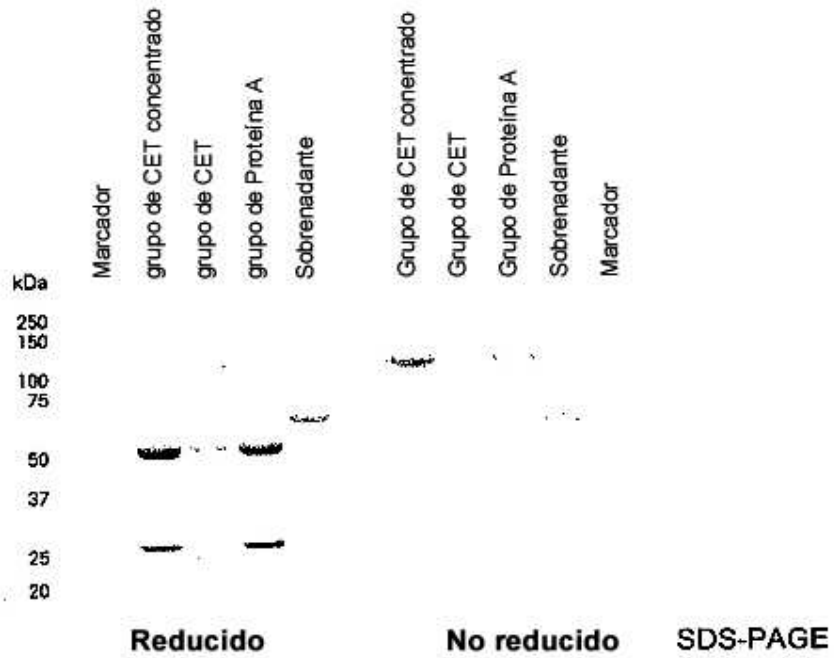 Marcador
grupo de CET concentrado
grupo de CET
grupo de Proteína A
Sobrenadante
Grupo de CET conentrado
Grupo de CET
Grupo de Proteína A
Sobrenadante
Marcador
kDa
250
150
100
75
50
37
25
20
Reducido
No reducido
SDS-PAGE